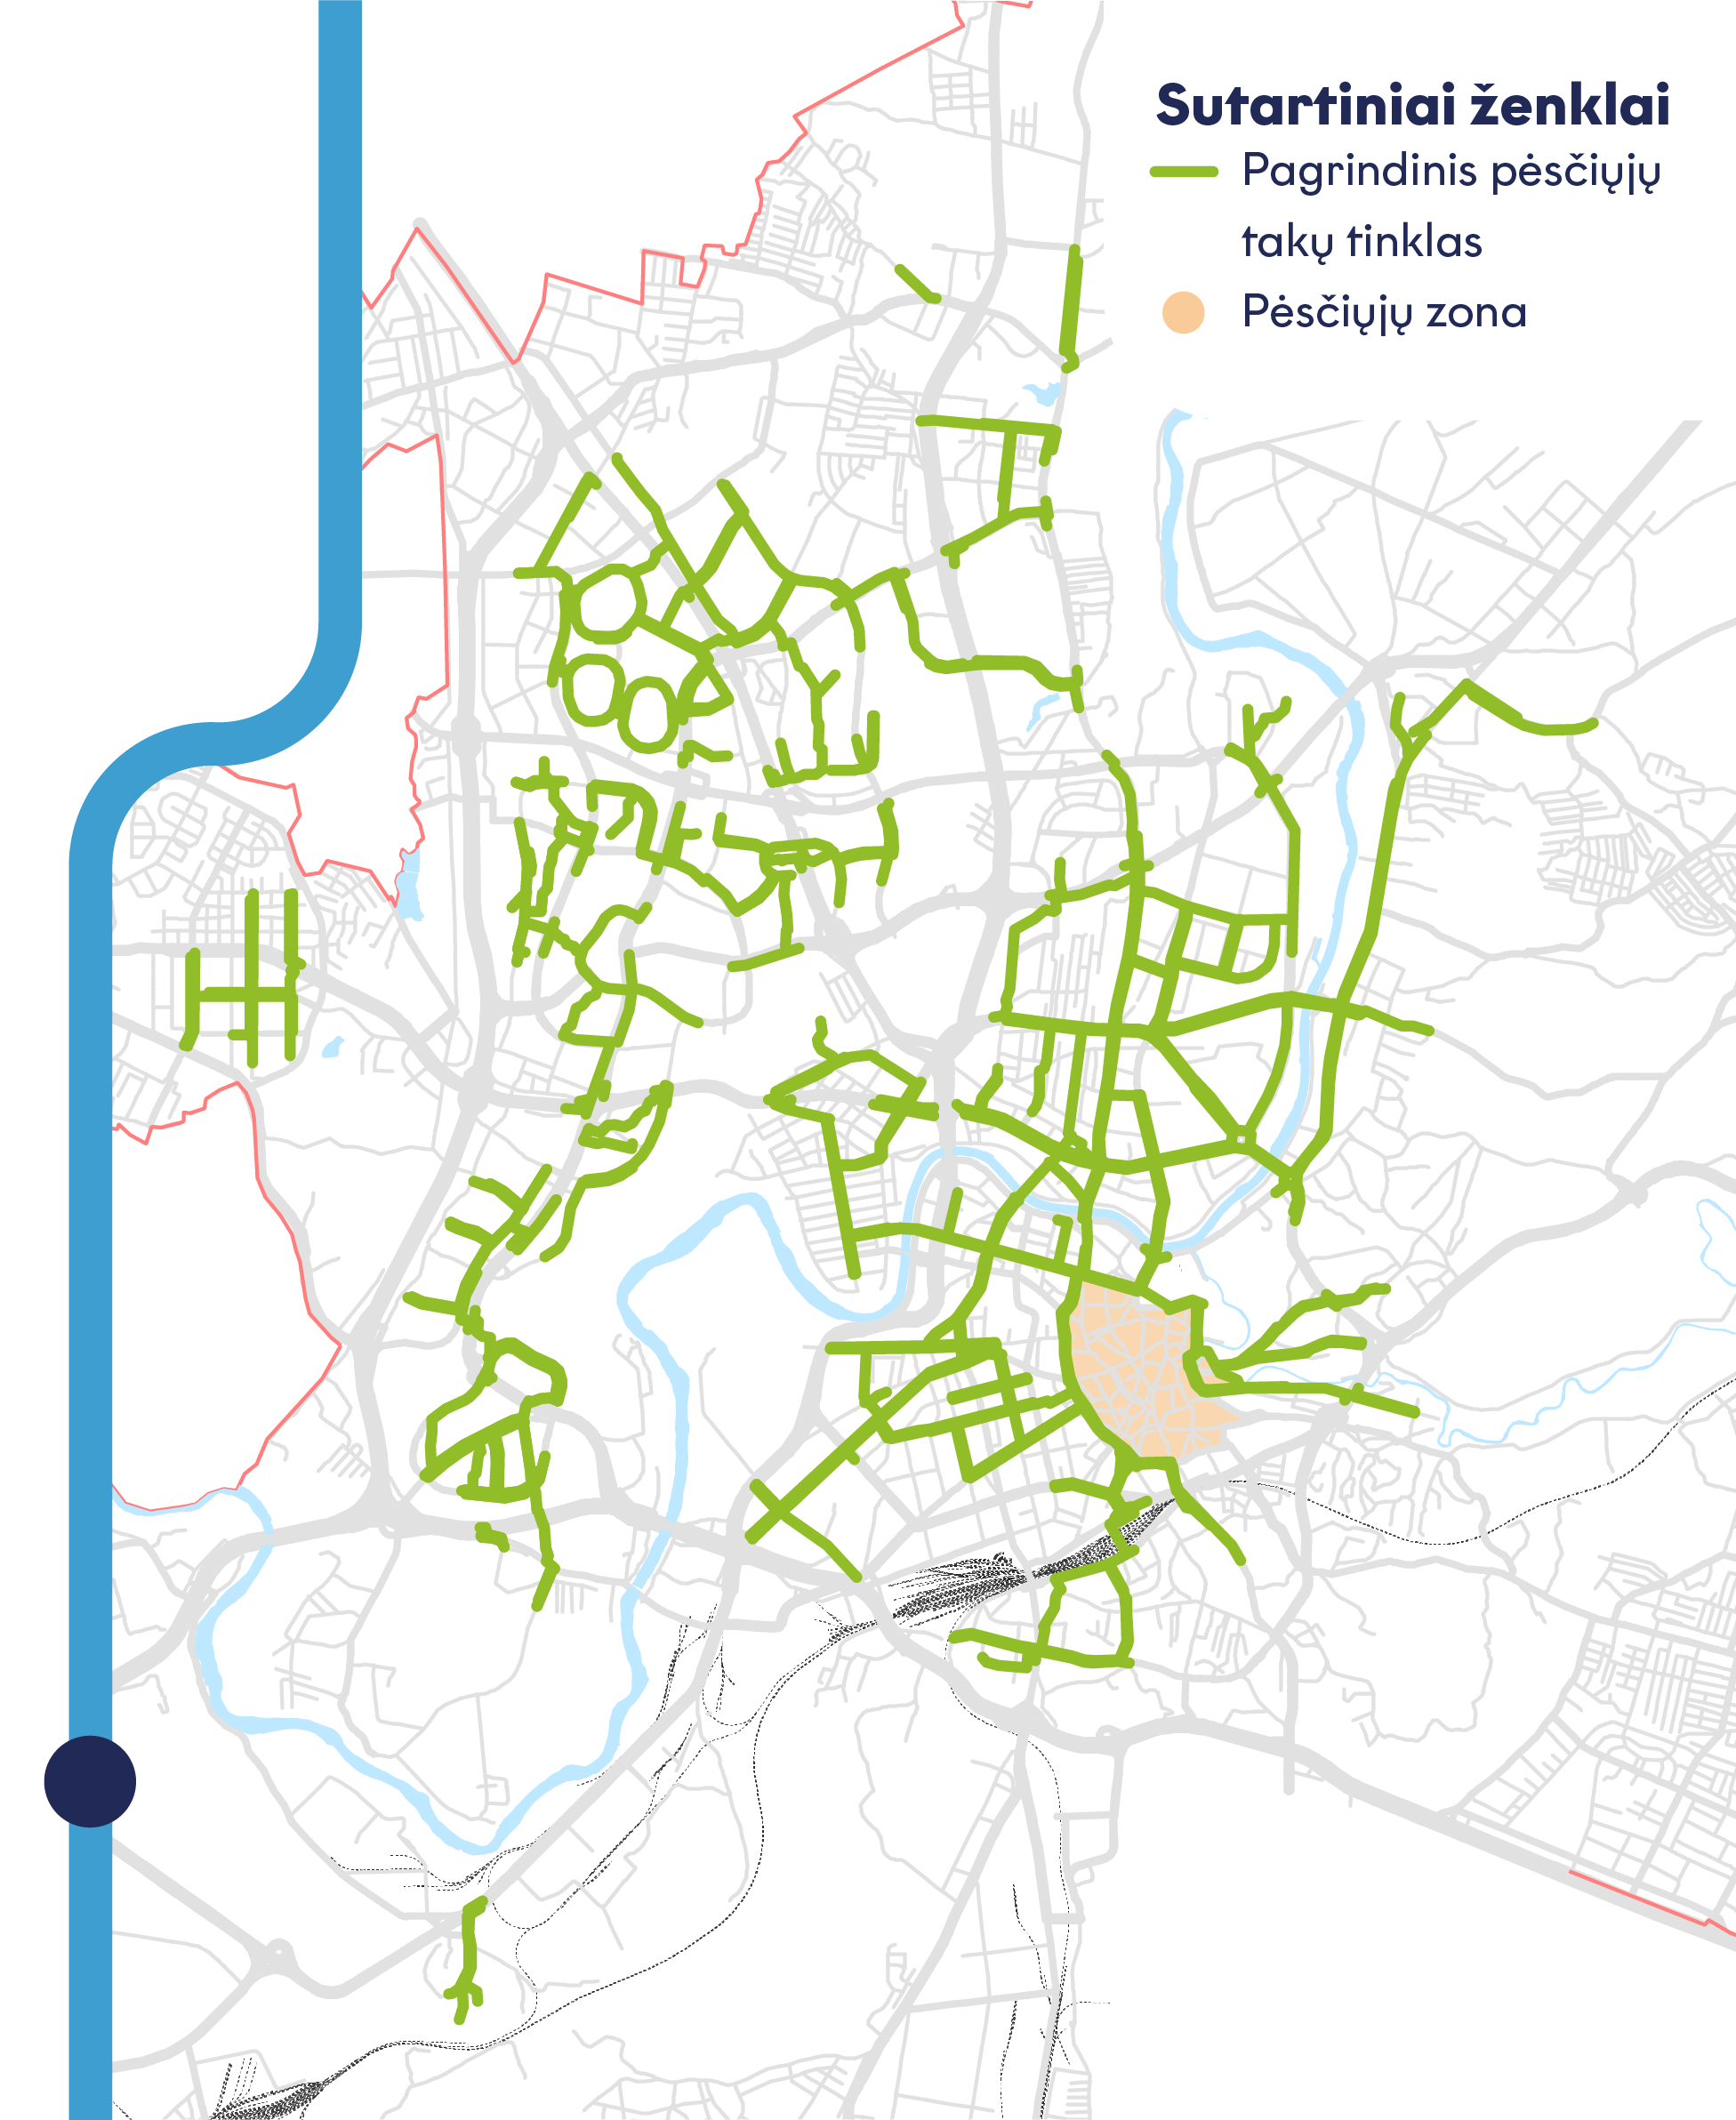 Sutartiniai ženklai
Pagrindinis pėsčiųjų
takų tinklas
Pėsčiųjų zona